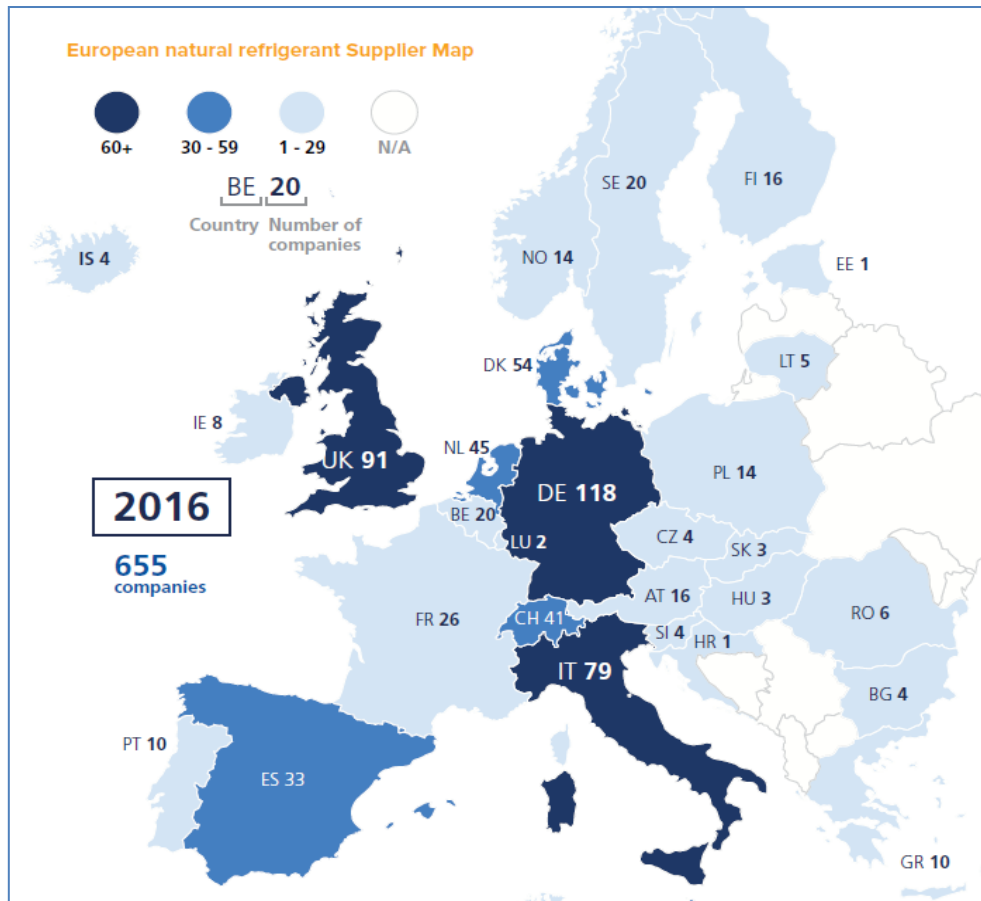 European natural refrigerant Supplier Map
60+
30 - 59
1 - 29
N/A
BE 20
Country Number of
companies
SE 20
FI 16
IS 4
NO 14
EE 1
LT 5
DK 54
IE 8
NL 45
UK 91
PL 14
DE 118
2016
BE 20
CZ 4
LU 2
SK 3
655
companies
AT 16
HU 3
RO 6
FR 26
CH 41
SI 4
HR 1
IT 79
BG 4
PT 10
ES 33
GR 10